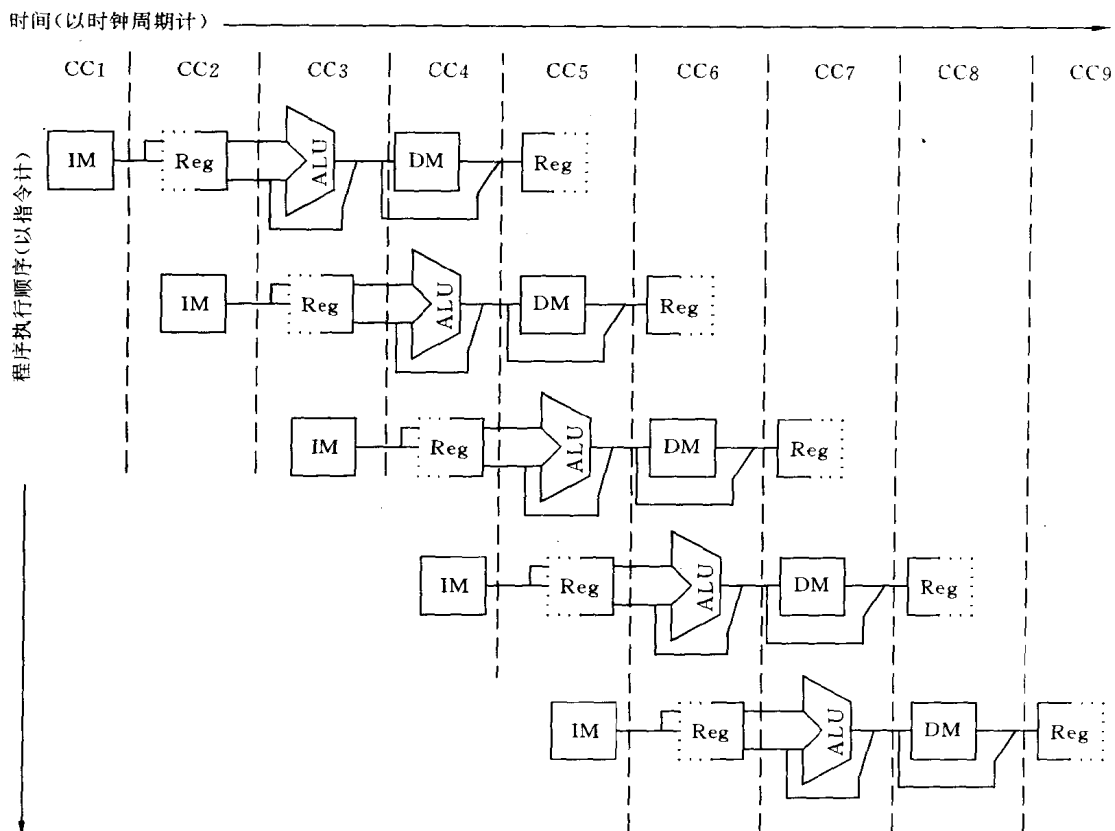 时间(以时钟周期计)
CC1 CC2 CC3 CC4 CC5 CC6 CC7 CC8 CC9
程序执行顺序(以指令计)
IM Reg ALU DM Reg
IM Reg ALU DM Reg
IM Reg ALU DM Reg
IM Reg ALU DM Reg
IM Reg ALU DM Reg